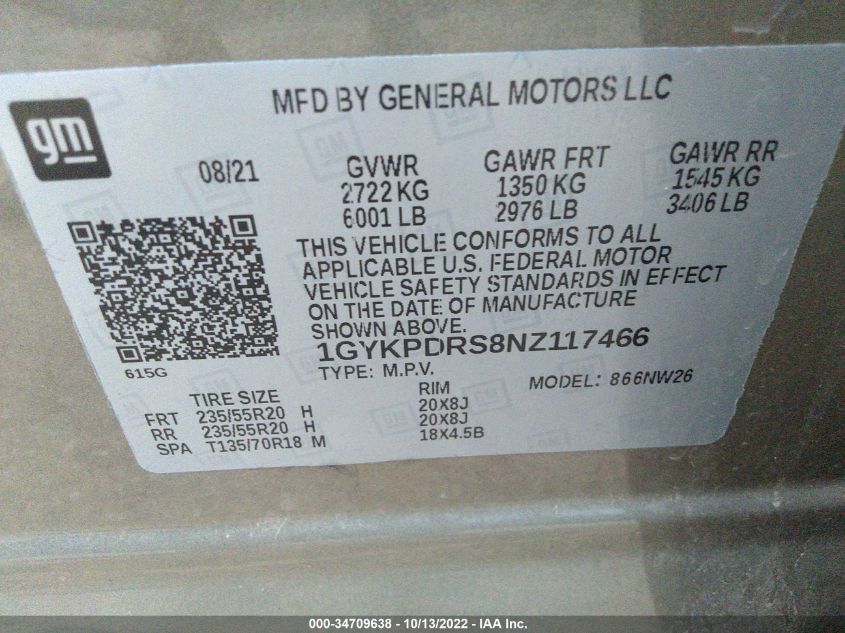 gm
MFD BY GENERAL MOTORS LLC
08/21
GVWR
2722 KG
6001 LB
GAWR FRT
1350 KG
2976 LB
GAWR RR
1545 KG
3406 LB
THIS VEHICLE CONFORMS TO ALL
APPLICABLE U.S. FEDERAL MOTOR
VEHICLE SAFETY STANDARDS IN EFFECT
ON THE DATE OF MANUFACTURE
SHOWN ABOVE.
1GYKPDRS8NZ117466
615G
TYPE: M.P.V.
MODEL: 866NW26
TIRE SIZE RIM
FRT 235/55R20 H 20X8J
RR 235/55R20 H 20X8J
SPA T135/70R18 M 18X4.5B
000-34709638 - 10/13/2022 - IAA Inc.